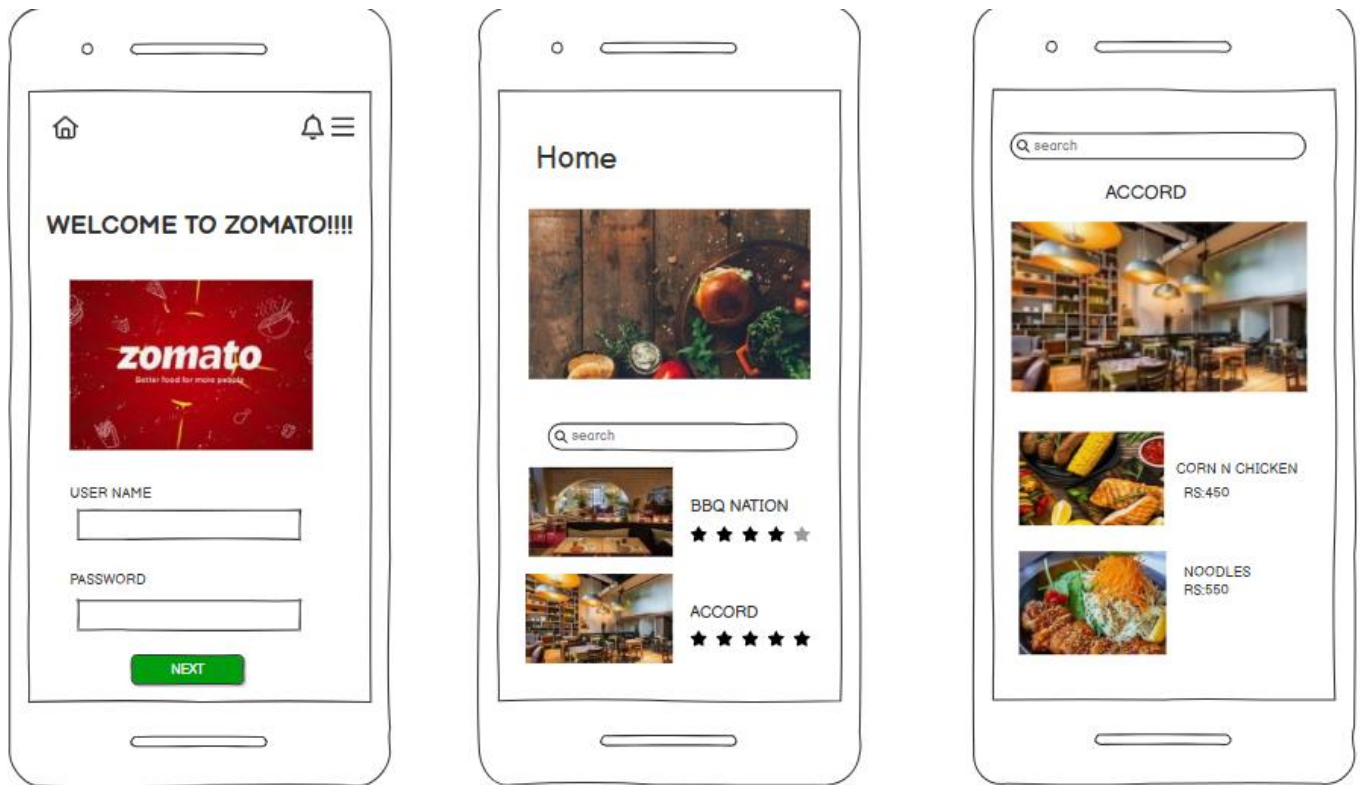 WELCOME TO ZOMATO!!!!
zomato
Better food for more people
USER NAME
PASSWORD
NEXT
Home
search
BBQ NATION
ACCORD
search
ACCORD
CORN N CHICKEN
RS:450
NOODLES
RS:550